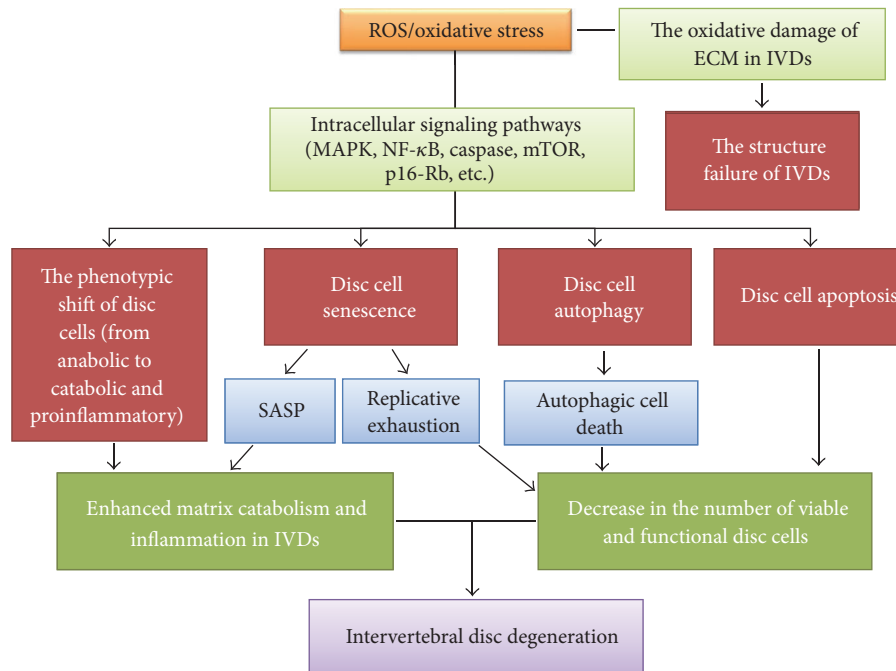 ROS/oxidative stress
The oxidative damage of
ECM in IVDs
Intracellular signaling pathways
(MAPK, NF-κB, caspase, mTOR,
p16-Rb, etc.)
The structure
failure of IVDs
The phenotypic
shift of disc
cells (from
anabolic to
catabolic and
proinflammatory)
Disc cell
senescence
Disc cell
autophagy
Disc cell apoptosis
SASP
Replicative
exhaustion
Autophagic cell
death
Enhanced matrix catabolism and
inflammation in IVDs
Decrease in the number of viable
and functional disc cells
Intervertebral disc degeneration